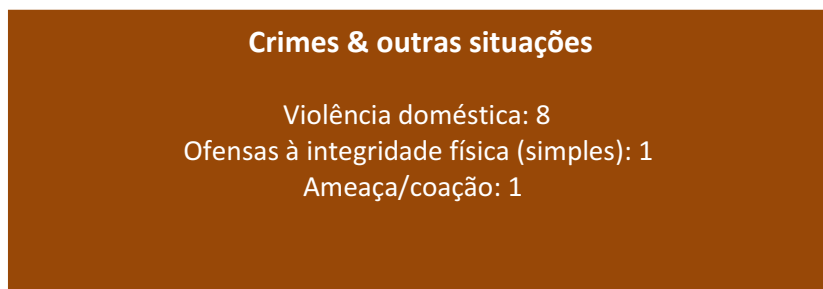 Crimes & outras situações
Violência doméstica: 8
Ofensas à integridade física (simples): 1
Ameaça/coação: 1